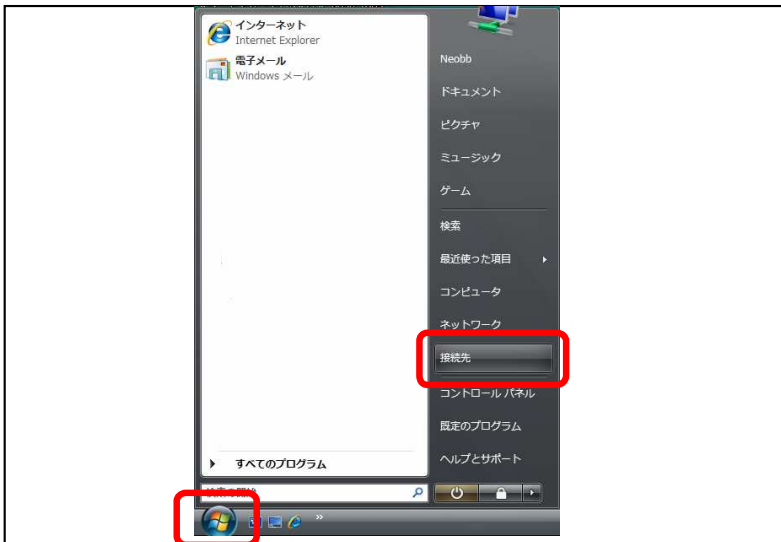 インターネット
Internet Explorer
電子メール
Windows メール
すべてのプログラム
Neobb
ドキュメント
ピクチャ
ミュージック
ゲーム
検索
最近使った項目
コンピュータ
ネットワーク
接続先
コントロール パネル
既定のプログラム
ヘルプとサポート